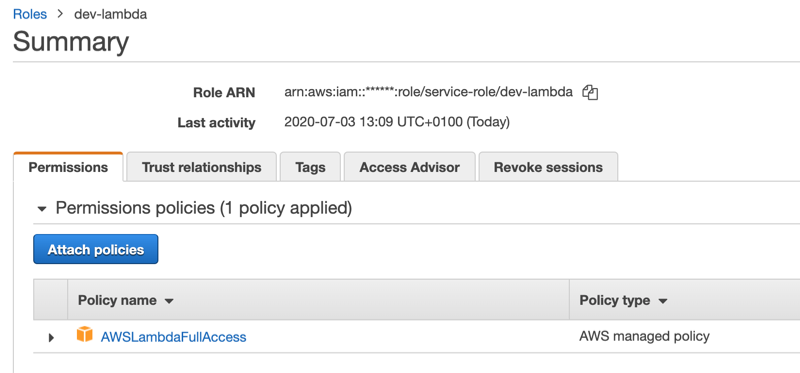 Roles > dev-lambda
Summary
Role ARN arn:aws:iam::******:role/service-role/dev-lambda
Last activity 2020-07-03 13:09 UTC+0100 (Today)
Permissions Trust relationships Tags Access Advisor Revoke sessions
Permissions policies (1 policy applied)
Attach policies
Policy name Policy type
AWSLambdaFullAccess AWS managed policy